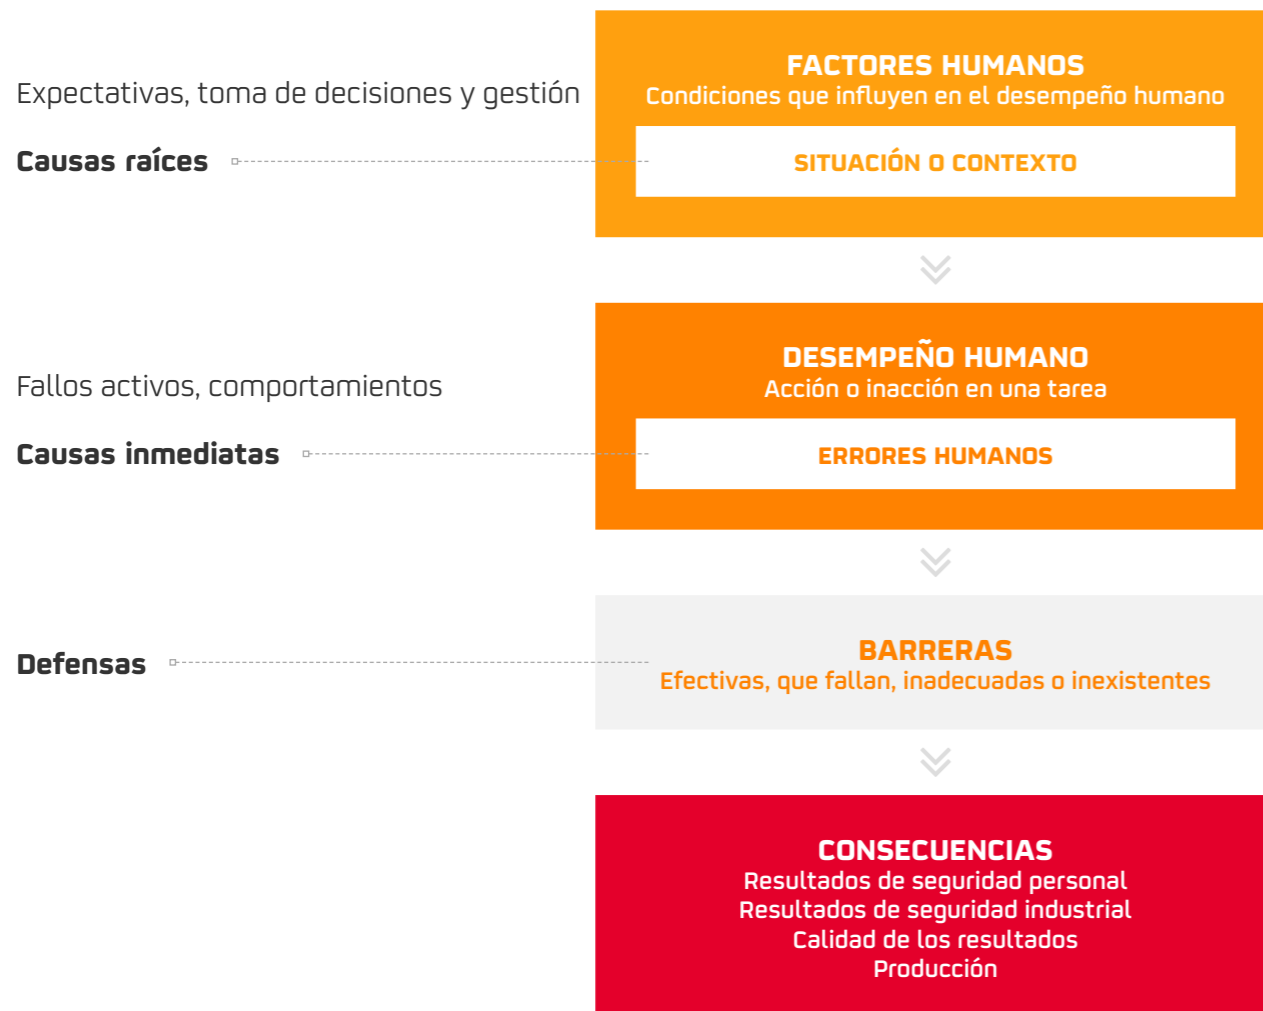 FACTORES HUMANOS
Expectativas, toma de decisiones y gestión
Condiciones que influyen en el desempeño humano
Causas raíces
SITUACIÓN O CONTEXTO
DESEMPEÑO HUMANO
Fallos activos, comportamientos
Acción o inacción en una tarea
Causas inmediatas
ERRORES HUMANOS
BARRERAS
Defensas
Efectivas, que fallan, inadecuadas o inexistentes
CONSECUENCIAS
Resultados de seguridad personal
Resultados de seguridad industrial
Calidad de los resultados
Producción